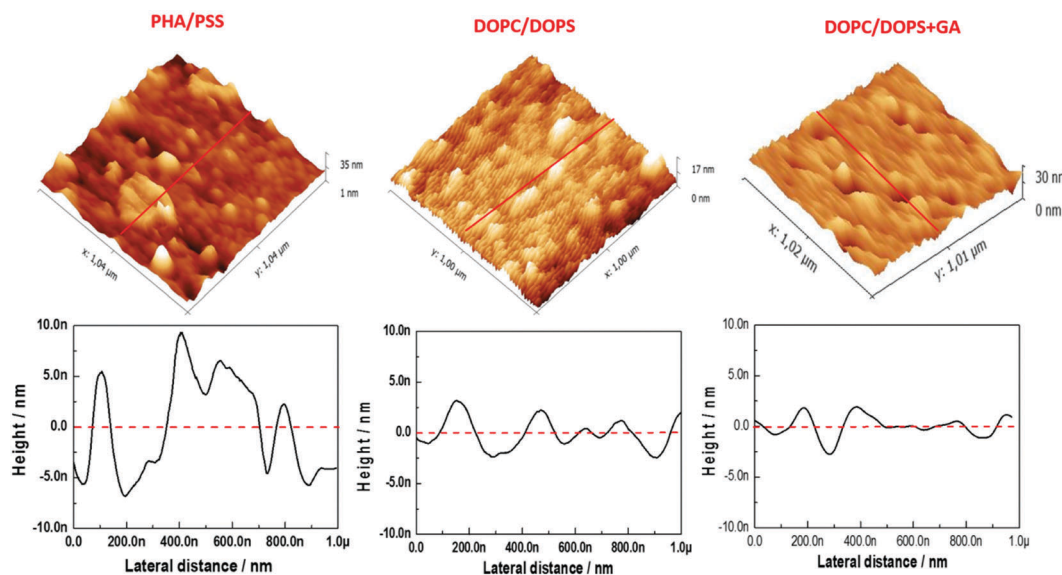 PHA/PSS
DOPC/DOPS
DOPC/DOPS+GA
35 nm
1 nm
x: 1,04 µm
y: 1,04 µm
17 nm
0 nm
y: 1,00 µm
x: 1,00 µm
30 nm
0 nm
x: 1,02 µm
y: 1,01 µm
10.0n
5.0n
0.0
-5.0n
-10.0n
Height / nm
0.0 200.0n 400.0n 600.0n 800.0n 1.0µ
Lateral distance / nm
10.0n
5.0n
0.0
-5.0n
-10.0n
Height / nm
0.0 200.0n 400.0n 600.0n 800.0n 1.0µ
Lateral distance / nm
10.0n
5.0n
0.0
-5.0n
-10.0n
Height / nm
0.0 200.0n 400.0n 600.0n 800.0n 1.0µ
Lateral distance / nm